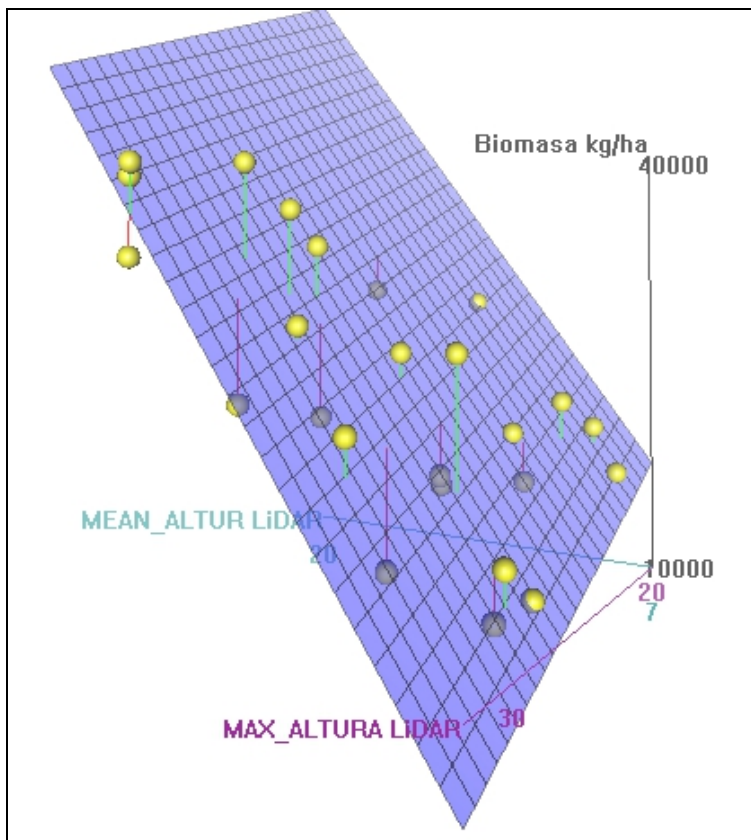 Biomasa kg/ha
40000
MEAN_ALTUR LiDAR
20
10000
20
7
MAX_ALTURA LiDAR
30